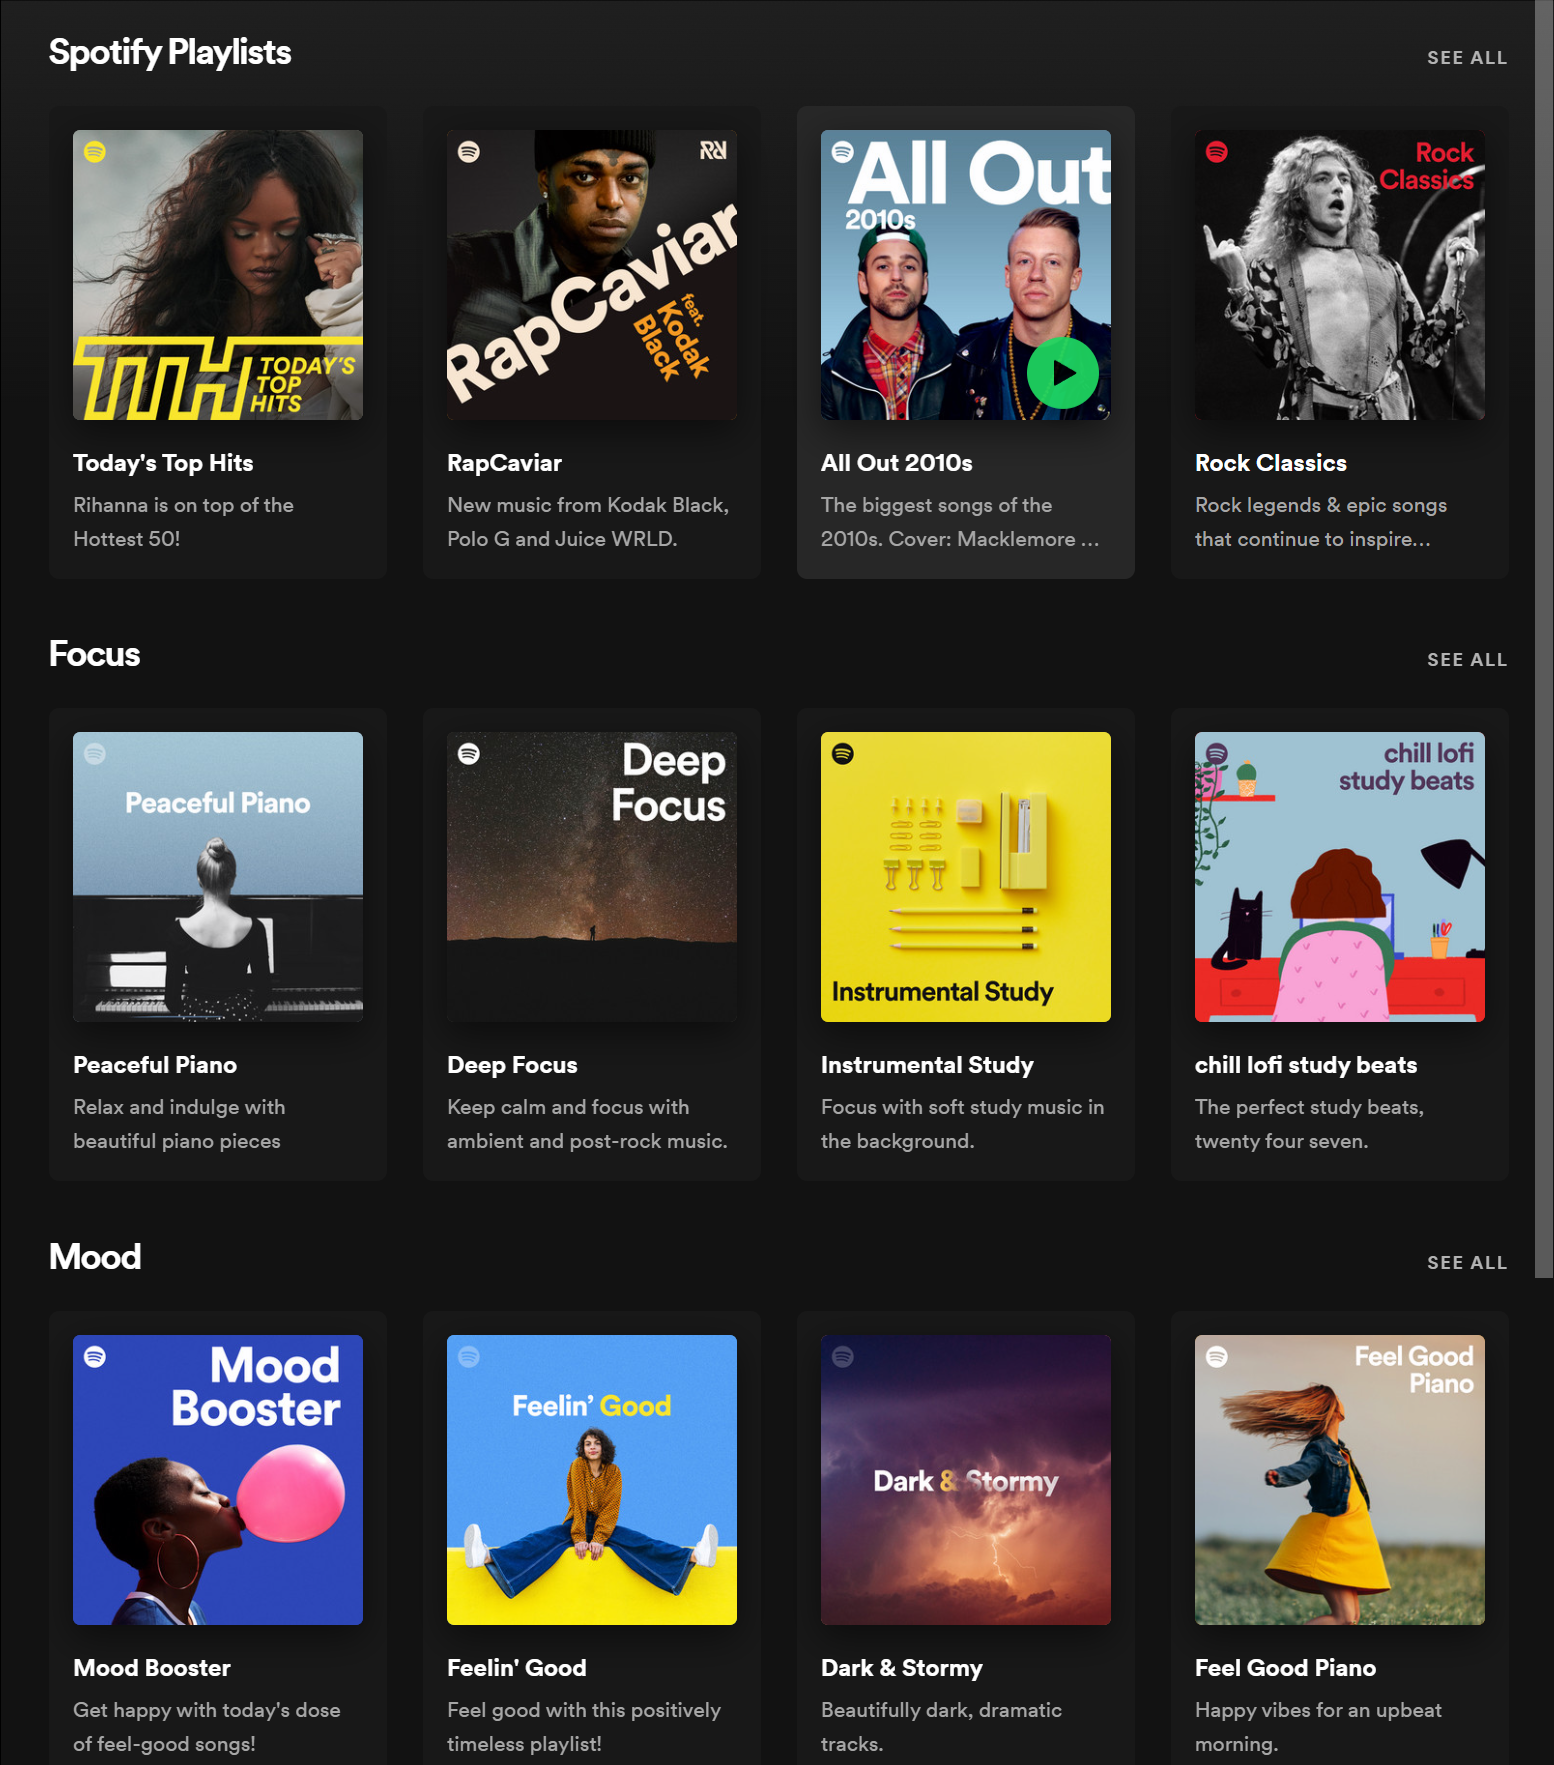 Spotify Playlists
SEE ALL
TTH TODAY'S
TOP
HITS
Today's Top Hits
Rihanna is on top of the
Hottest 50!
RapCaviar
feat.
Kodak
Black
RapCaviar
New music from Kodak Black,
Polo G and Juice WRLD.
All Out
2010s
All Out 2010s
The biggest songs of the
2010s. Cover: Macklemore ...
Rock
Classics
Rock Classics
Rock legends & epic songs
that continue to inspire...
Focus
SEE ALL
Peaceful Piano
Peaceful Piano
Relax and indulge with
beautiful piano pieces
Deep
Focus
Deep Focus
Keep calm and focus with
ambient and post-rock music.
Instrumental Study
Instrumental Study
Focus with soft study music in
the background.
chill lofi
study beats
chill lofi study beats
The perfect study beats,
twenty four seven.
Mood
SEE ALL
Mood
Booster
Mood Booster
Get happy with today's dose
of feel-good songs!
Feelin' Good
Feelin' Good
Feel good with this positively
timeless playlist!
Dark & Stormy
Dark & Stormy
Beautifully dark, dramatic
tracks.
Feel Good
Piano
Feel Good Piano
Happy vibes for an upbeat
morning.